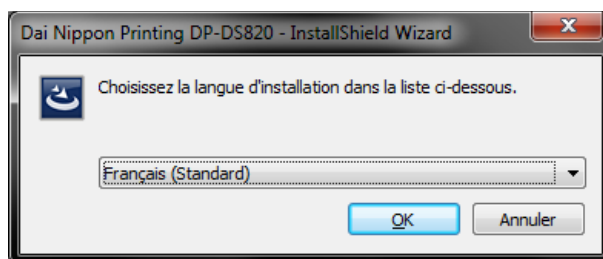 Dai Nippon Printing DP-DS820 - InstallShield Wizard
Choisissez la langue d'installation dans la liste ci-dessous.
Français (Standard)
OK
Annuler